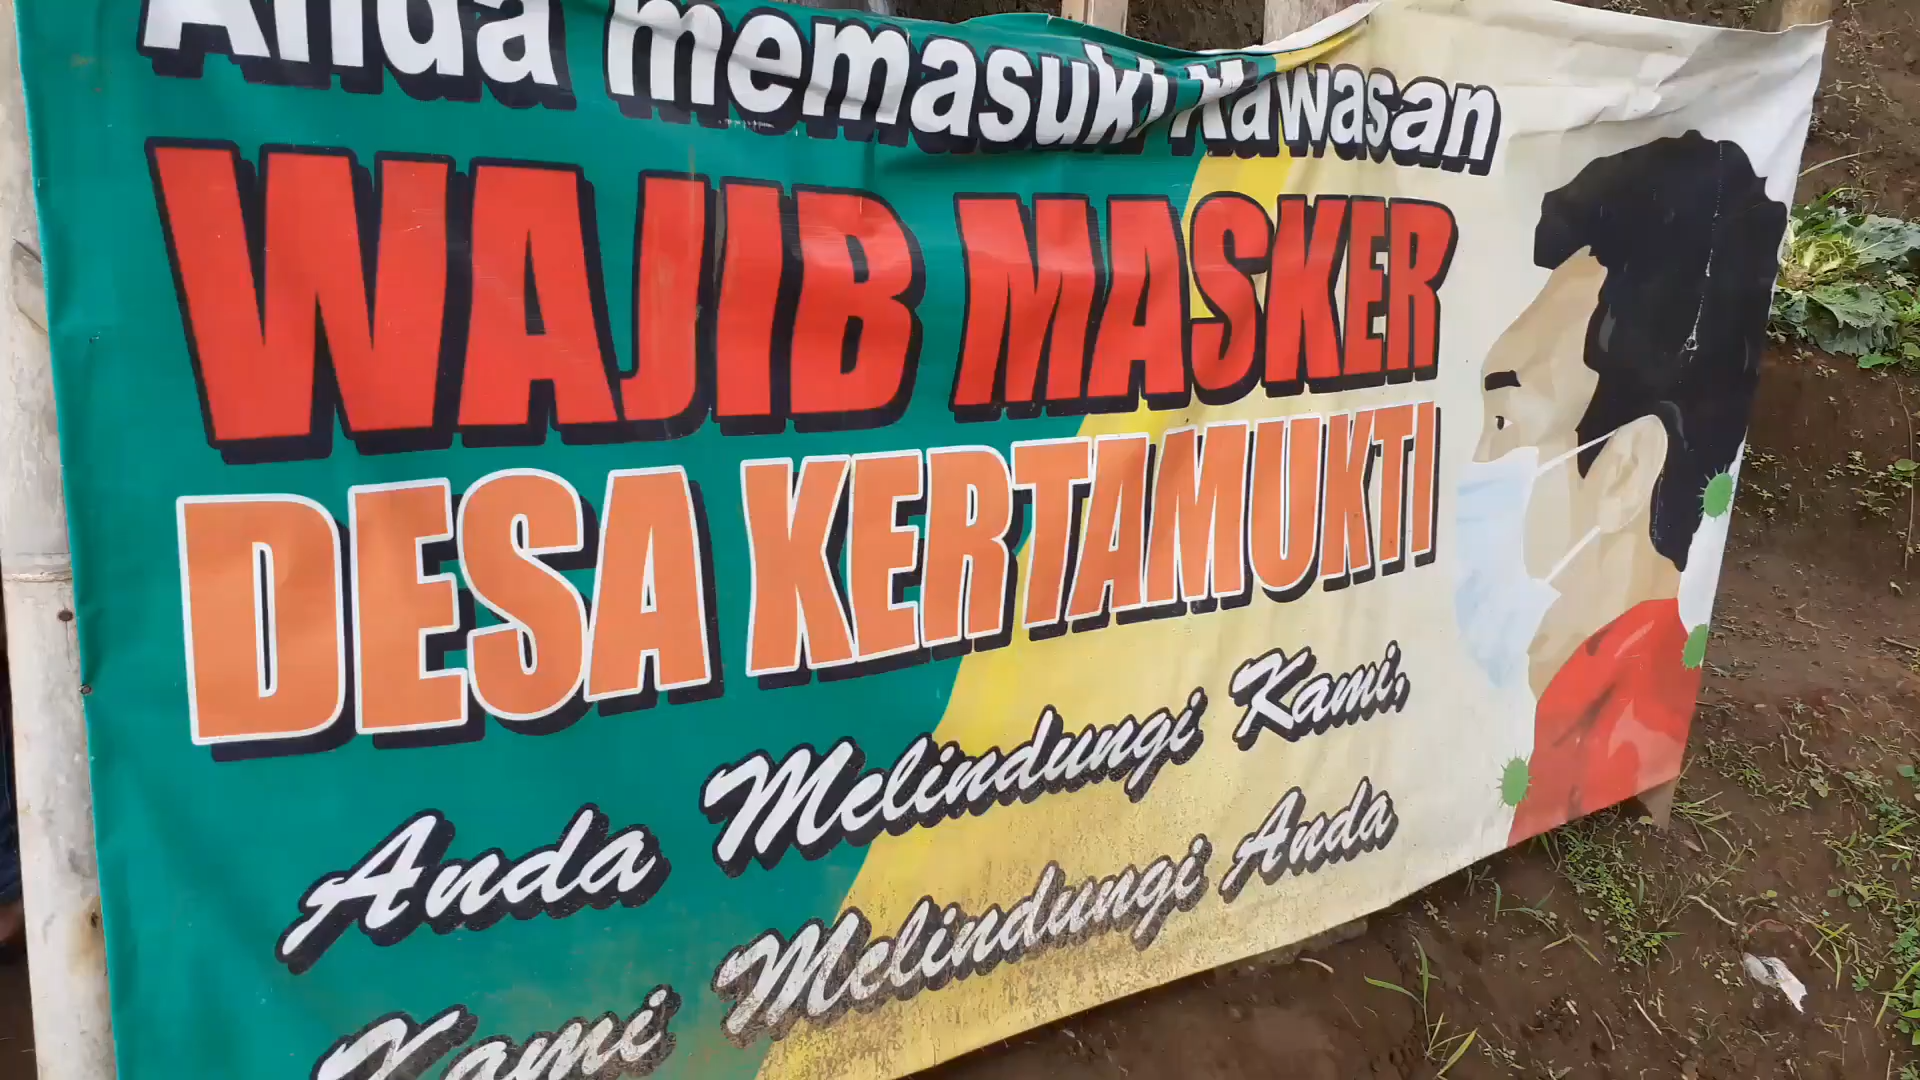 Anda memasuki Kawasan
WAJIB MASKER
DESA KERTAMUKTI
Anda Melindungi Kami,
Kami Melindungi Anda